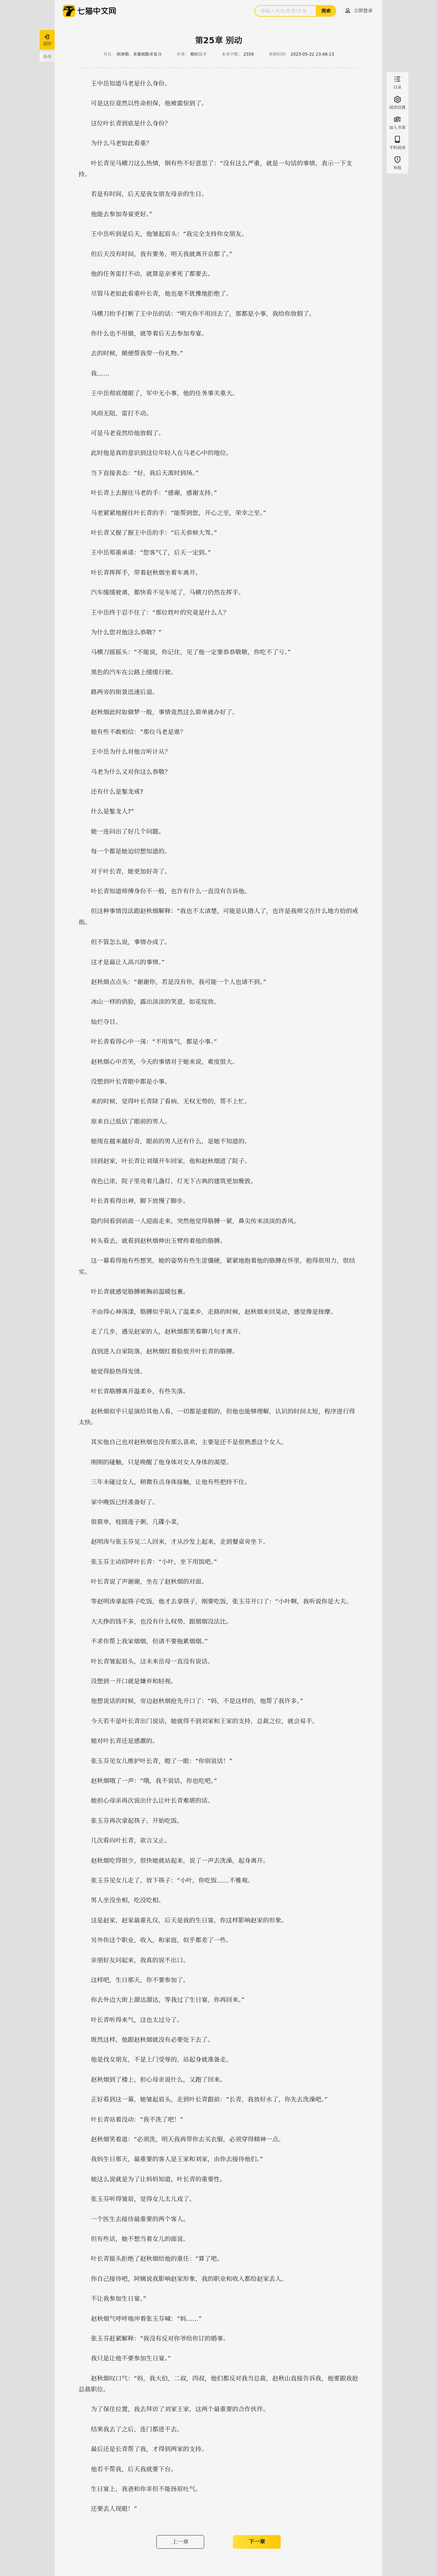 七猫中文网
请输入书名|作者|主角
搜索
立即登录
返回
书页
目录
阅读设置
加入书架
手机阅读
举报
第25章 别动
作者：
本章字数： 2559
更新时间： 2023-05-22 23:48:13
王中岳知道马老是什么身份。
可是这位竟然以性命担保，他被震惊到了。
这位叶长青到底是什么身份?
为什么马老如此看重?
叶长青见马横刀这么热情，倒有些不好意思了：“没有这么严重，就是一句话的事情，表示一下支
持。
若是有时间，后天是我女朋友母亲的生日。
他能去参加寿宴更好。”
王中岳听到是后天，他皱起眉头：“我完全支持你女朋友。
但后天没有时间，我有要务，明天我就离开京都了。”
他的任务雷打不动，就算是亲爹死了都要去。
尽管马老如此看重叶长青，他也毫不犹豫地拒绝了。
马横刀抬手打断了王中岳的话：“明天你不用回去了，那都是小事，我给你放假了。
你什么也不用做，就等着后天去参加寿宴。
去的时候，顺便帮我带一份礼物。”
我……
王中岳彻底傻眼了，军中无小事，他的任务事关重大。
风雨无阻，雷打不动。
可是马老竟然给他放假了。
此时他是真的意识到这位年轻人在马老心中的地位。
当下直接表态：“好，我后天准时到场。”
叶长青上去握住马老的手：“感谢，感谢支持。”
马老紧紧地握住叶长青的手：“能帮到您，开心之至，荣幸之至。”
叶长青又握了握王中岳的手：“后天恭候大驾。”
王中岳郑重承诺：“您客气了，后天一定到。”
叶长青挥挥手，带着赵秋烟坐着车离开。
汽车缓缓驶离，都快看不见车尾了，马横刀仍然在挥手。
王中岳终于忍不住了：“那位姓叶的究竟是什么人?
为什么您对他这么恭敬？”
马横刀摇摇头：“不能说，你记住，见了他一定要恭恭敬敬，你吃不了亏。”
黑色的汽车在公路上缓缓行驶。
路两旁的街景迅速后退。
赵秋烟此时如做梦一般，事情竟然这么简单就办好了。
她有些不敢相信：“那位马老是谁?
王中岳为什么对他言听计从?
马老为什么又对你这么恭敬?
还有什么是蜇龙戒?
什么是蜇龙人?”
她一连问出了好几个问题。
每一个都是她迫切想知道的。
对于叶长青，她更加好奇了。
叶长青知道师傅身份不一般，也许有什么一直没有告诉他。
但这种事情没法跟赵秋烟解释：“我也不太清楚，可能是认错人了，也许是我师父在什么地方给的戒
指。
但不管怎么说，事情办成了。
这才是最让人高兴的事情。”
赵秋烟点点头：“谢谢你，若是没有你，我可能一个人也请不到。”
冰山一样的俏脸，露出淡淡的笑意，如花绽放。
灿烂夺目。
叶长青看得心中一荡：“不用客气，都是小事。”
赵秋烟心中苦笑，今天的事情对于她来说，难度很大。
没想到叶长青眼中都是小事。
来的时候，觉得叶长青除了看病，无权无势的，帮不上忙。
原来自己低估了眼前的男人。
她现在越来越好奇，眼前的男人还有什么，是她不知道的。
回到赵家，叶长青让刘瑞开车回家，他和赵秋烟进了院子。
夜色已浓，院子里亮着几盏灯，灯光下古典的建筑更加雅致。
叶长青看得出神，脚下放慢了脚步。
隐约间看到前面一人迎面走来，突然他觉得胳膊一紧，鼻尖传来淡淡的香风。
转头看去，就看到赵秋烟伸出玉臂挎着他的胳膊。
这一幕看得他有些想笑，她的姿势有些生涩僵硬，紧紧地抱着他的胳膊在怀里，抱得很用力，很结
实。
叶长青就感觉胳膊被胸前温暖包裹。
不由得心神荡漾，胳膊似乎陷入了温柔乡，走路的时候，赵秋烟来回晃动，感觉像是按摩。
走了几步，遇见赵家的人，赵秋烟都笑着聊几句才离开。
直到进入自家院落，赵秋烟红着脸放开叶长青的胳膊。
她觉得脸热得发烫。
叶长青胳膊离开温柔乡，有些失落。
赵秋烟似乎只是演给其他人看，一切都是虚假的，但他也能够理解，认识的时间太短，程序进行得
太快。
其实他自己也对赵秋烟也没有那么喜欢，主要是还不是很熟悉这个女人。
刚刚的碰触，只是唤醒了他身体对女人身体的渴望。
三年未碰过女人，稍微有点身体接触，让他有些把持不住。
家中晚饭已经准备好了。
很简单，桂圆莲子粥，几碟小菜。
赵明涛与张玉芬见二人回来，才从沙发上起来，走到餐桌旁坐下。
张玉芬主动招呼叶长青：“小叶，坐下用饭吧。”
叶长青说了声谢谢，坐在了赵秋烟的对面。
等赵明涛拿起筷子吃饭，他才去拿筷子，刚要吃饭，张玉芬开口了：“小叶啊，我听说你是大夫。
大夫挣的钱不多，也没有什么权势，跟烟烟没法比。
不求你帮上我家烟烟，但请不要拖累烟烟。”
叶长青皱起眉头，这未来岳母一直没有说话。
没想到一开口就是嫌弃和轻视。
他想说话的时候，旁边赵秋烟抢先开口了：“妈，不是这样的，他帮了我许多。”
今天若不是叶长青出门说话，她就得不到刘家和王家的支持，总裁之位，就会易手。
她对叶长青还是感激的。
张玉芬见女儿维护叶长青，瞪了一眼：“你别说话！”
赵秋烟哦了一声：“哦，我不说话，你也吃吧。”
她担心母亲再次说出什么让叶长青难堪的话。
张玉芬再次拿起筷子，开始吃饭。
几次看向叶长青，欲言又止。
赵秋烟吃得很少，很快她就站起来，说了一声去洗澡，起身离开。
张玉芬见女儿走了，放下筷子：“小叶，你吃饭……不雅观。
男人坐没坐相，吃没吃相。
这是赵家，赵家最重礼仪，后天是我的生日宴，你这样影响赵家的形象。
另外你这个职业，收入，和家庭，似乎都差了一些。
亲朋好友问起来，我真的说不出口。
这样吧，生日那天，你不要参加了。
你去外边大街上溜达溜达，等我过了生日宴，你再回来。”
叶长青听得来气，这也太过分了。
既然这样，他跟赵秋烟就没有必要处下去了。
他是找女朋友，不是上门受辱的，站起身就准备走。
赵秋烟到了楼上，担心母亲说什么，又跑了回来。
正好看到这一幕，她皱起眉头，走到叶长青跟前：“长青，我放好水了，你先去洗澡吧。”
叶长青站着没动：“我不洗了吧！”
赵秋烟笑着道：“必须洗，明天我再带你去买衣服，必须穿得精神一点。
我妈生日那天，最重要的客人是王家和刘家，由你去接待他们。”
她这么说就是为了让妈妈知道，叶长青的重要性。
张玉芬听得皱眉，觉得女儿太儿戏了。
一个医生去接待最重要的两个客人。
但有些话，她不想当着女儿的面说。
叶长青摇头拒绝了赵秋烟给他的重任：“算了吧。
你自己接待吧，阿姨说我影响赵家形象，我的职业和收入都给赵家丢人。
不让我参加生日宴。”
赵秋烟气呼呼地冲着张玉芬喊：“妈……”
张玉芬赶紧解释：“我没有反对你爷给你订的婚事。
我只是让他不要参加生日宴。”
赵秋烟叹口气：“妈，我大伯，二叔，四叔，他们都反对我当总裁，赵秋山直接告诉我，他要跟我抢
总裁职位。
为了保住位置，我去拜访了刘家王家，这两个最重要的合作伙伴。
结果我去了之后，连门都进不去。
最后还是长青帮了我，才得到两家的支持。
他若不帮我，后天我就要下台。
生日宴上，我爸和你非但不能扬眉吐气，
还要丢人现眼！”
上一章
下一章